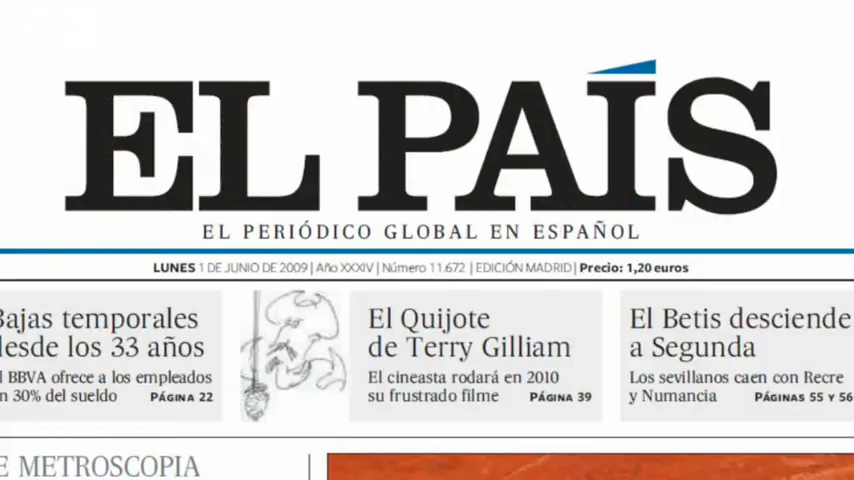 EL PAÍS
EL PERIÓDICO GLOBAL EN ESPAÑOL
LUNES 1 DE JUNIO DE 2009 | Año XXXIV | Número 11.672 | EDICIÓN MADRID | Precio: 1,20 euros
Bajas temporales
desde los 33 años
El BBVA ofrece a los empleados
un 30% del sueldo PÁGINA 22
El Quijote
de Terry Gilliam
El cineasta rodará en 2010
su frustrado filme PÁGINA 39
El Betis desciende
a Segunda
Los sevillanos caen con Recre
y Numancia PÁGINAS 55 Y 56
METROSCOPIA